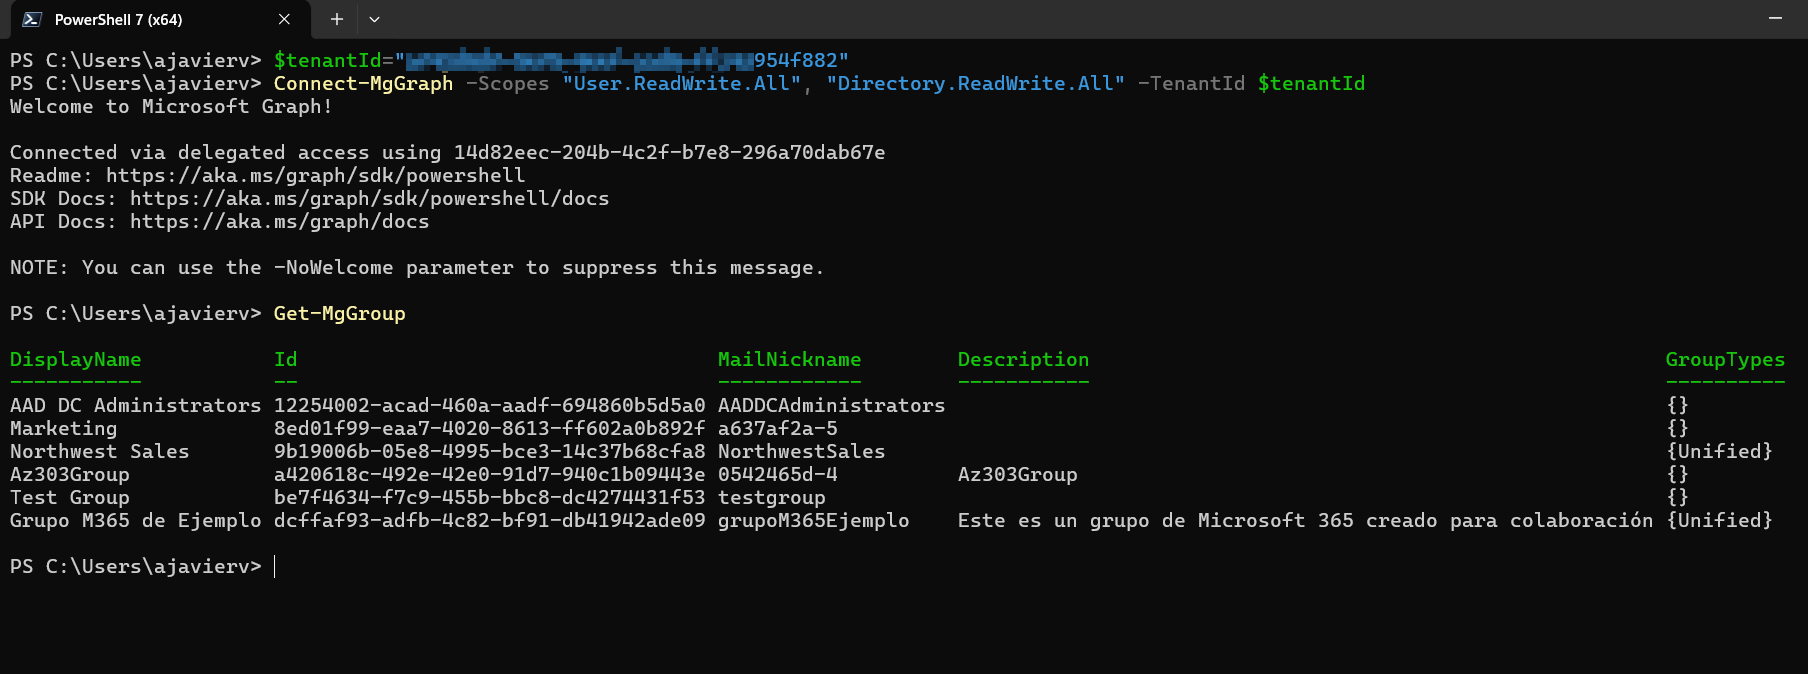 PowerShell 7 (x64)
PS C:\Users\ajavierv> $tenantId="954f882"
PS C:\Users\ajavierv> Connect-MgGraph -Scopes "User.ReadWrite.All", "Directory.ReadWrite.All" -TenantId $tenantId
Welcome to Microsoft Graph!
Connected via delegated access using 14d82eec-204b-4c2f-b7e8-296a70dab67e
Readme: https://aka.ms/graph/sdk/powershell
SDK Docs: https://aka.ms/graph/sdk/powershell/docs
API Docs: https://aka.ms/graph/docs
NOTE: You can use the -NoWelcome parameter to suppress this message.
PS C:\Users\ajavierv> Get-MgGroup
DisplayName Id MailNickname Description GroupTypes
----------- -- ------------ ----------- ----------
AAD DC Administrators 12254002-acad-460a-aadf-694860b5d5a0 AADDCAdministrators {}
Marketing 8ed01f99-eaa7-4020-8613-ff602a0b892f a637af2a-5 {}
Northwest Sales 9b19006b-05e8-4995-bce3-14c37b68cfa8 NorthwestSales {Unified}
Az303Group a420618c-492e-42e0-91d7-940c1b09443e 0542465d-4 Az303Group {}
Test Group be7f4634-f7c9-455b-bbc8-dc4274431f53 testgroup {}
Grupo M365 de Ejemplo dcffaf93-adfb-4c82-bf91-db41942ade09 grupoM365Ejemplo Este es un grupo de Microsoft 365 creado para colaboración {Unified}
PS C:\Users\ajavierv>